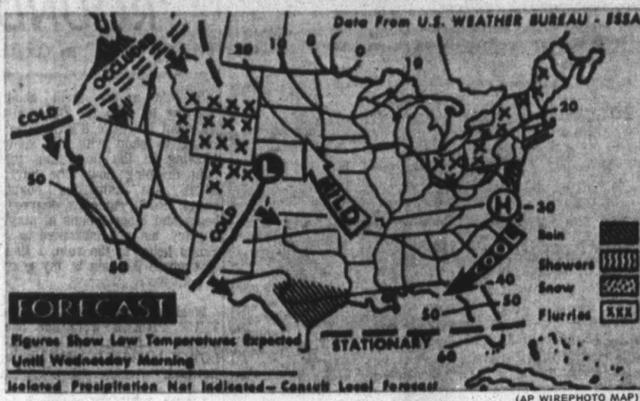 Data From U.S. WEATHER BUREAU - ESSA
OCCLUDED
20
10
0
0
10
COLD
20
50
L
MILD
H
30
COLD
COOL
Rain
50
Showers
40
Snow
50
50
Flurries
FORECAST
STATIONARY
60
Figures Show Low Temperatures Expected
Until Wednesday Morning
Isolated Precipitation Not Indicated— Consult Local Forecast
(AP WIREPHOTO MAP)